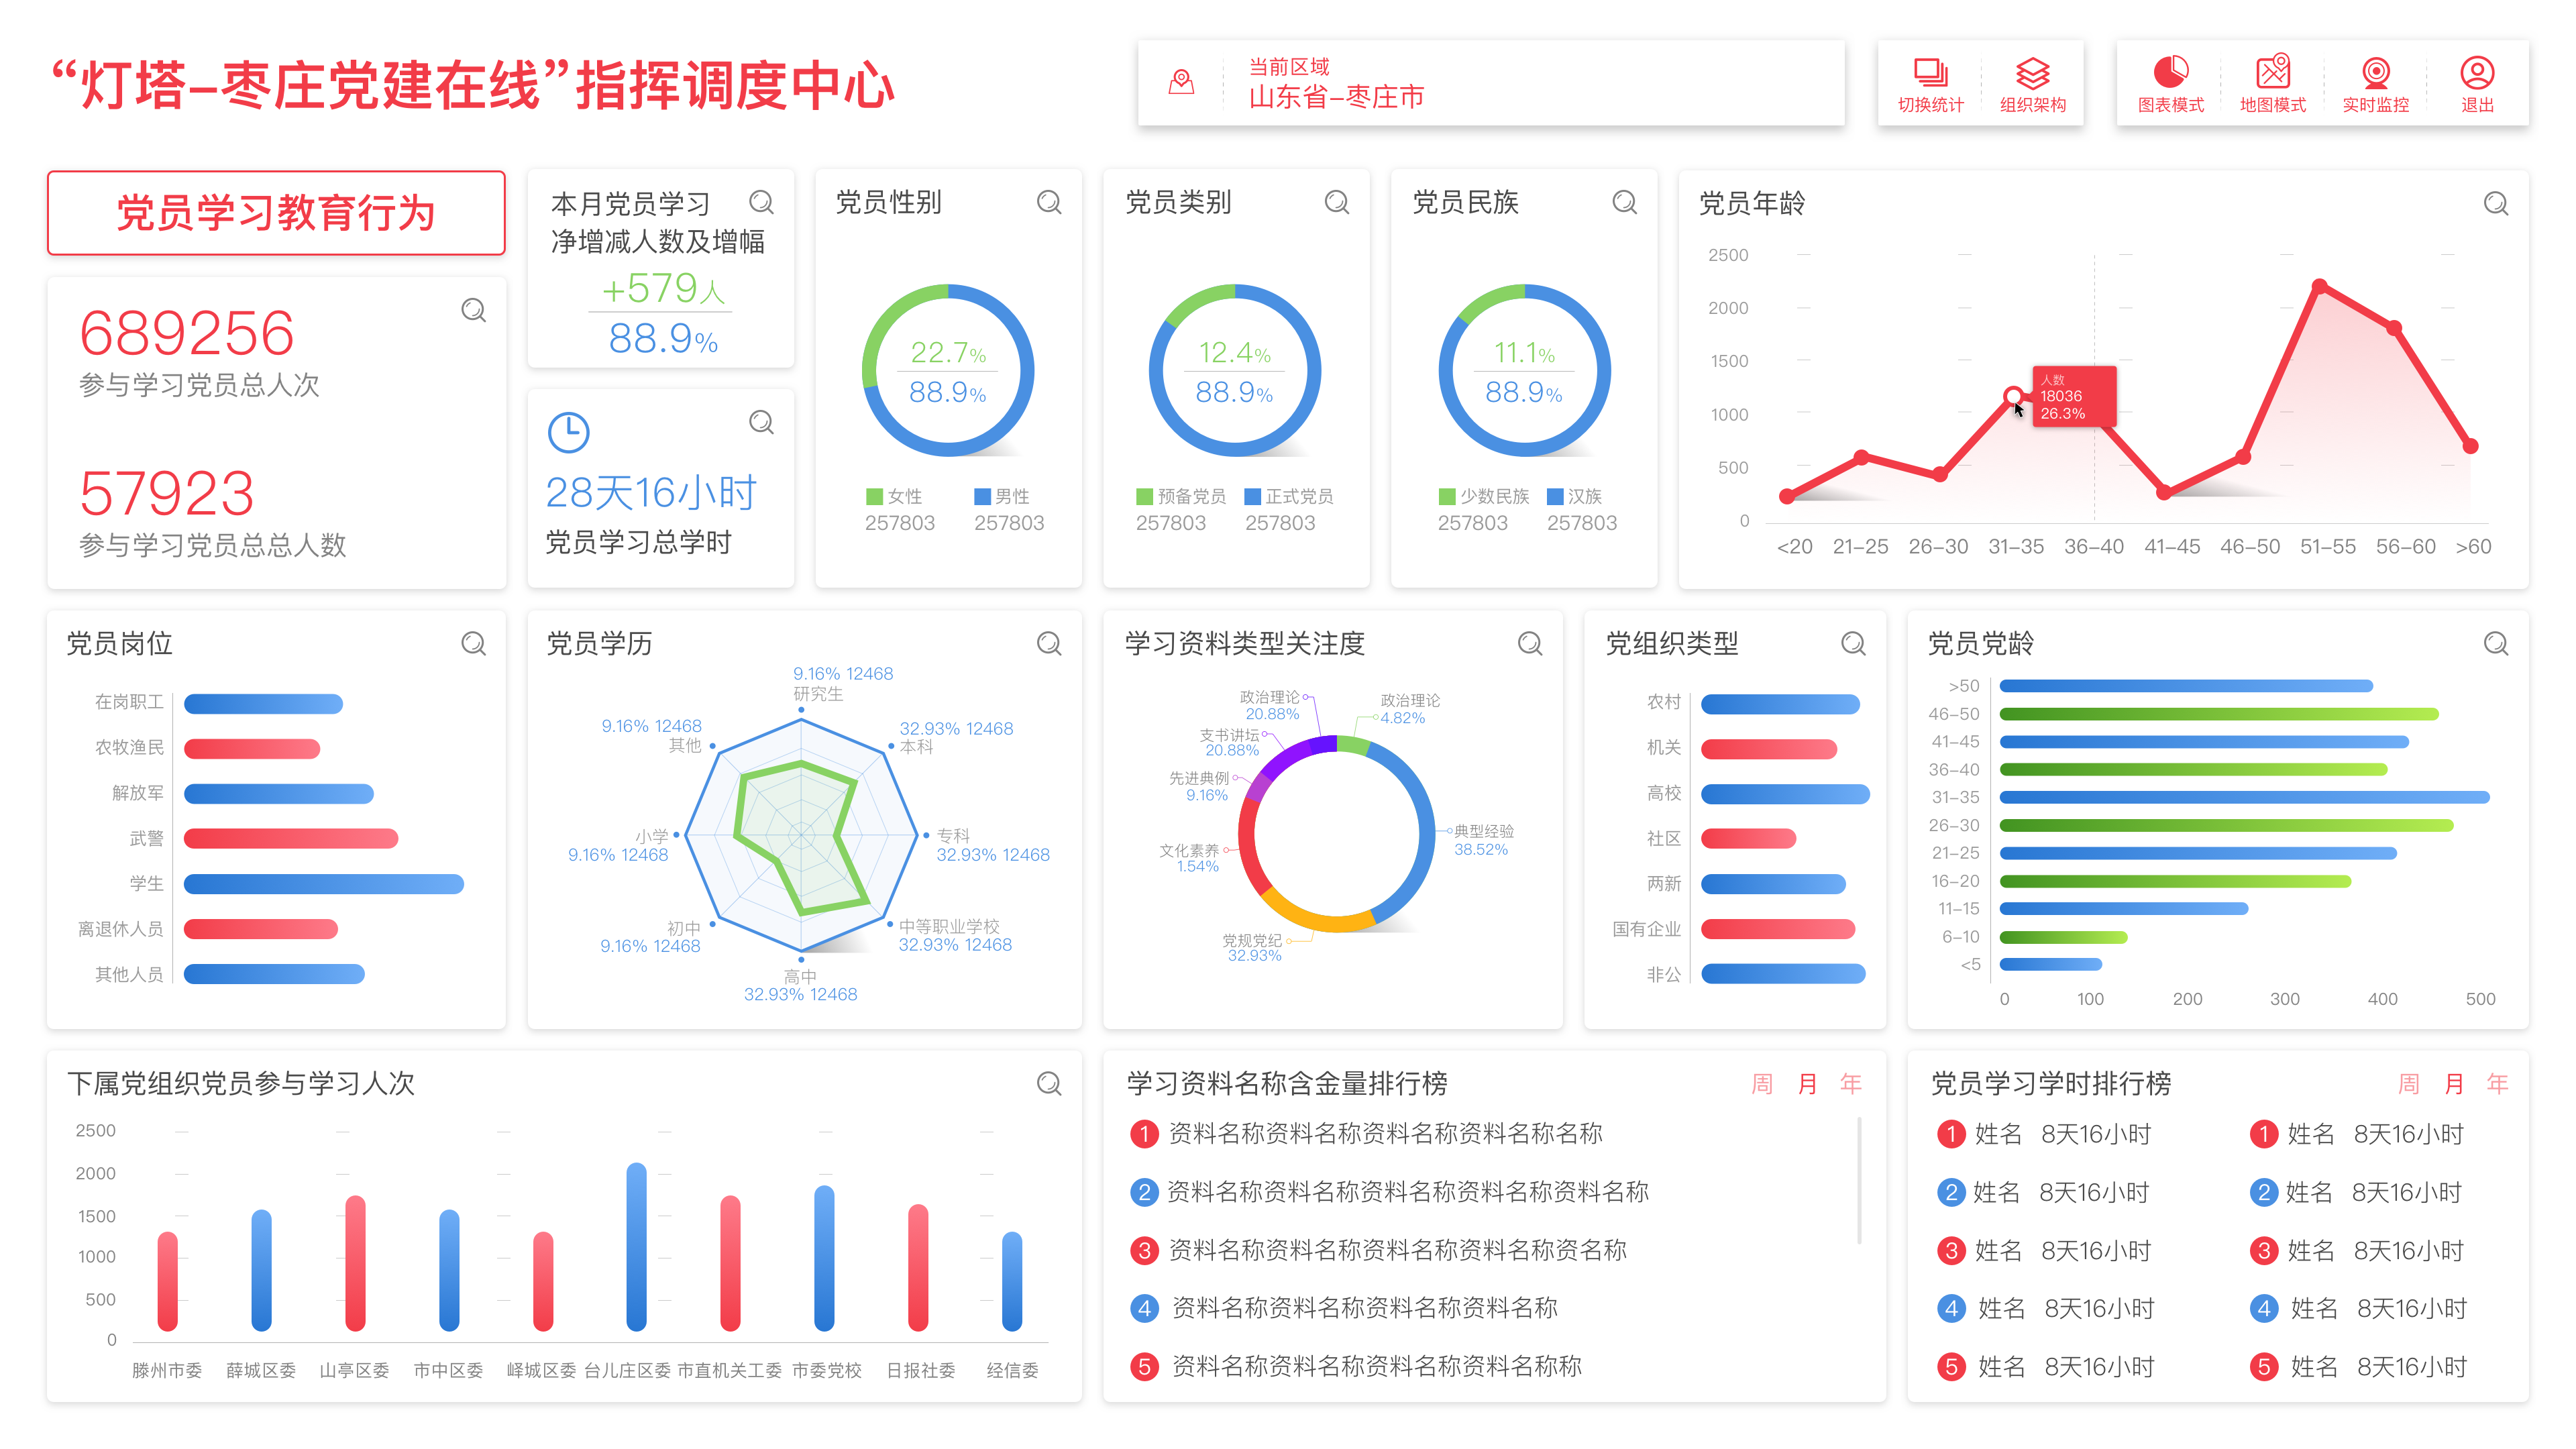 “灯塔–枣庄党建在线”指挥调度中心
当前区域
山东省–枣庄市
切换统计
组织架构
图表模式
地图模式
实时监控
退出
党员学习教育行为
689256
参与学习党员总人次
57923
参与学习党员总总人数
本月党员学习
净增减人数及增幅
+579人
88.9%
28天16小时
党员学习总学时
党员性别
22.7%
88.9%
女性 男性
257803 257803
党员类别
12.4%
88.9%
预备党员 正式党员
257803 257803
党员民族
11.1%
88.9%
少数民族 汉族
257803 257803
党员年龄
2500
2000
1500
1000
500
0
人数
18036
26.3%
<20 21–25 26–30 31–35 36–40 41–45 46–50 51–55 56–60 >60
党员岗位
在岗职工
农牧渔民
解放军
武警
学生
离退休人员
其他人员
党员学历
9.16% 12468
研究生
9.16% 12468
其他
32.93% 12468
本科
小学
9.16% 12468
专科
32.93% 12468
初中
9.16% 12468
中等职业学校
32.93% 12468
高中
32.93% 12468
学习资料类型关注度
政治理论
20.88%
政治理论
4.82%
支书讲坛
20.88%
先进典例
9.16%
典型经验
38.52%
文化素养
1.54%
党规党纪
32.93%
党组织类型
农村
机关
高校
社区
两新
国有企业
非公
党员党龄
>50
46–50
41–45
36–40
31–35
26–30
21–25
16–20
11–15
6–10
<5
0 100 200 300 400 500
下属党组织党员参与学习人次
2500
2000
1500
1000
500
0
滕州市委 薛城区委 山亭区委 市中区委 峄城区委 台儿庄区委 市直机关工委 市委党校 日报社委 经信委
学习资料名称含金量排行榜
周 月 年
1 资料名称资料名称资料名称资料名称名称
2 资料名称资料名称资料名称资料名称资料名称
3 资料名称资料名称资料名称资料名称资名称
4 资料名称资料名称资料名称资料名称
5 资料名称资料名称资料名称资料名称称
党员学习学时排行榜
周 月 年
1 姓名 8天16小时 1 姓名 8天16小时
2 姓名 8天16小时 2 姓名 8天16小时
3 姓名 8天16小时 3 姓名 8天16小时
4 姓名 8天16小时 4 姓名 8天16小时
5 姓名 8天16小时 5 姓名 8天16小时